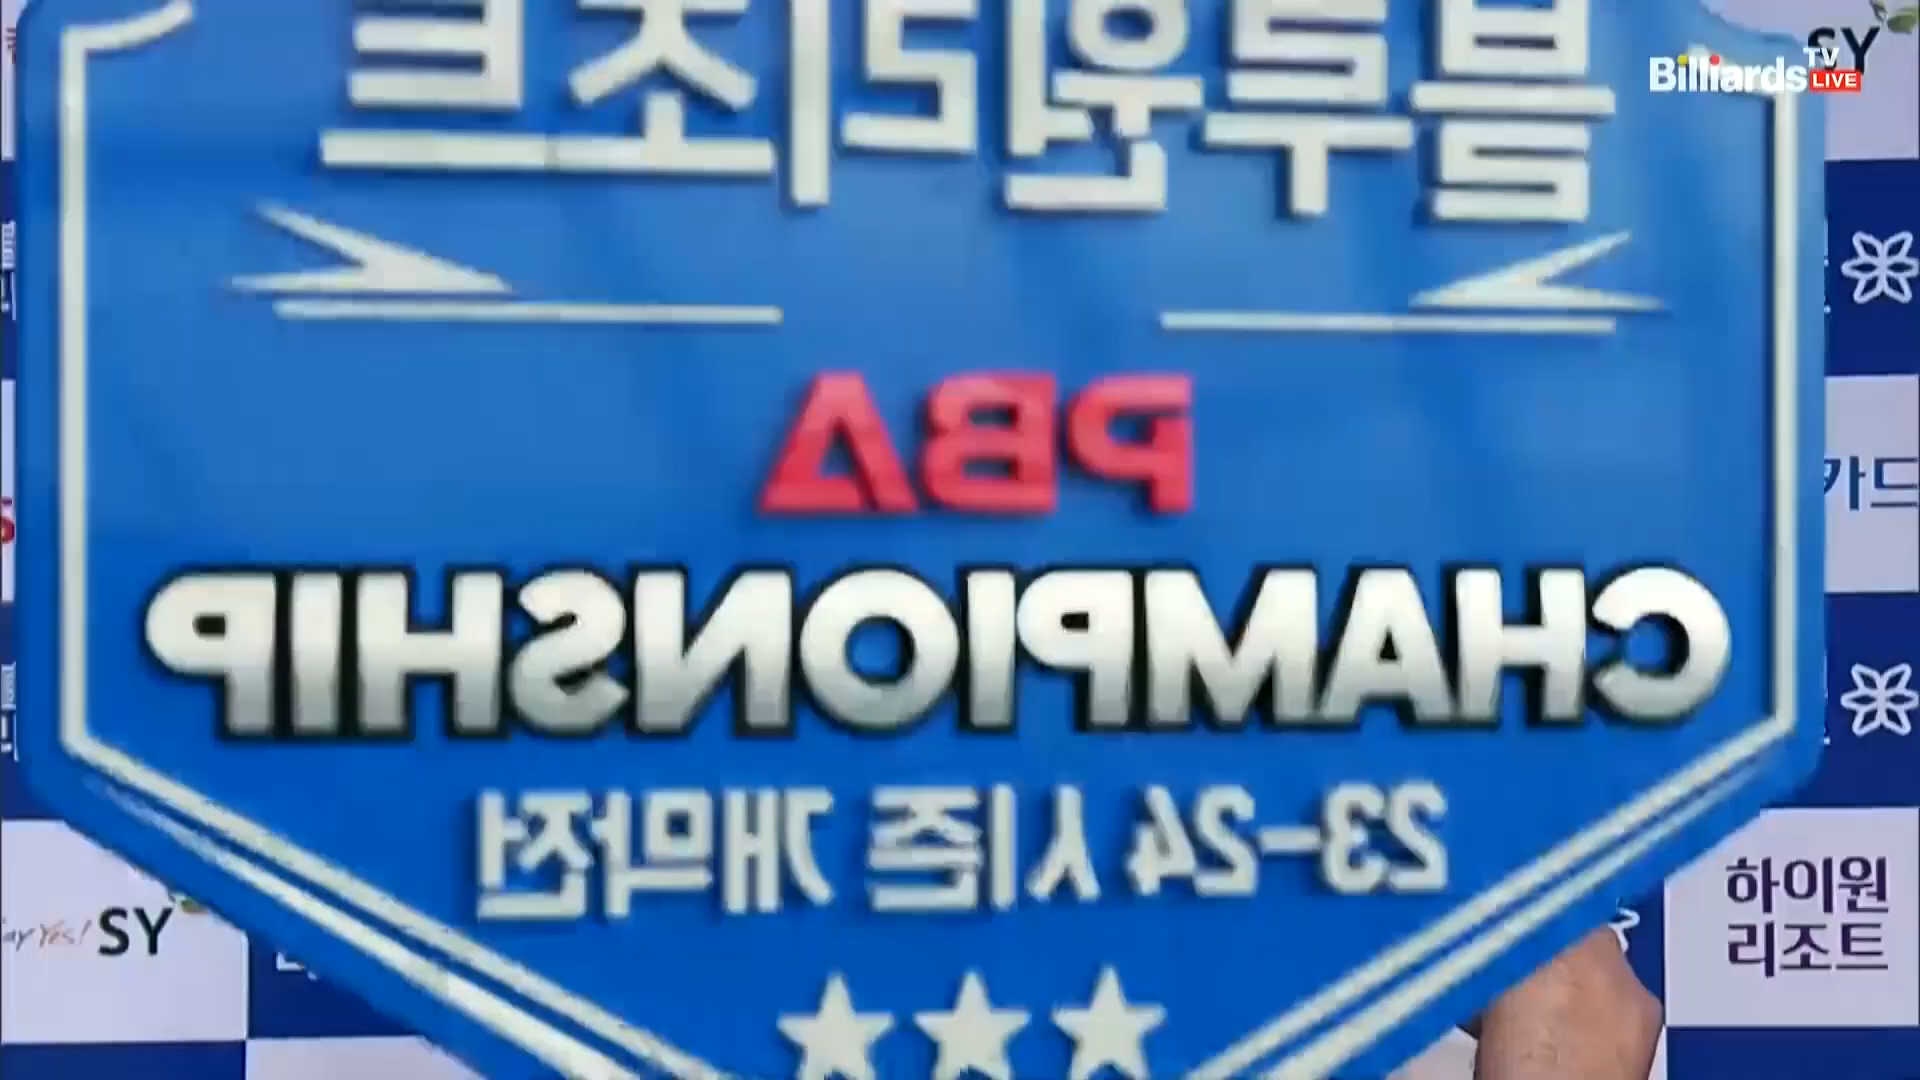 블루원리조트
PBA
CHAMPIONSHIP
23-24 시즌 개막전
Billiards TV
LIVE
SY
카드
Say Yes! SY
하이원
리조트